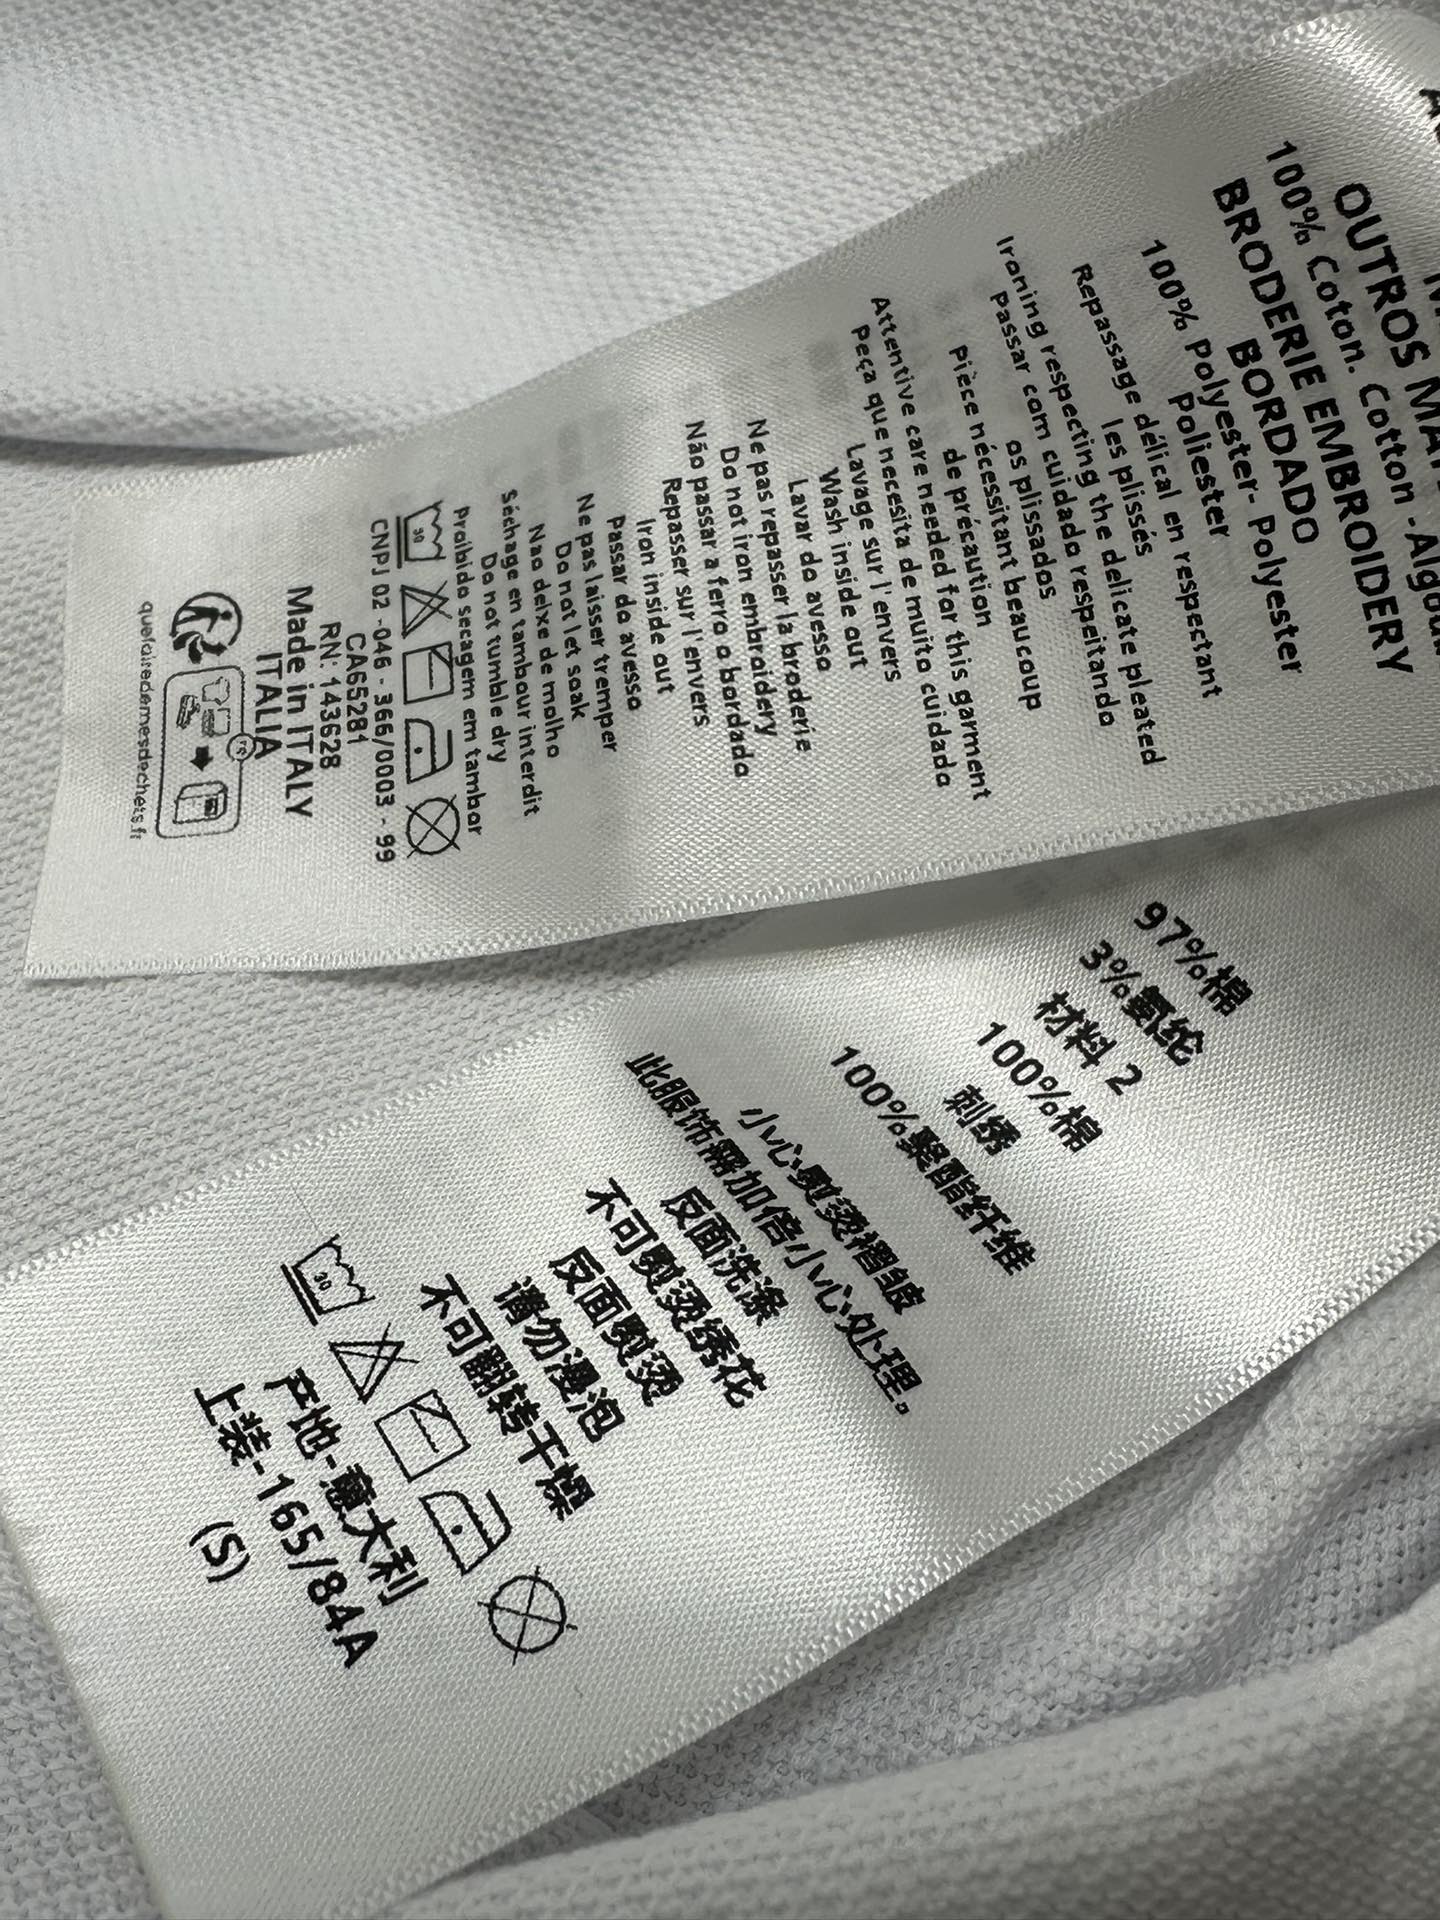 OUTROS
100% Coton. Cotton -
BRODERIE EMBROIDERY
BORDADO
100% Polyester- Polyester
Poliester
Repassage délical en respectant
les plissés
Ironing respecting the delicate pleated
Passar com cuidado respeitando
os plissados
Pièce nécessitant beaucoup
de précaution
Attentive care needed for this garment
Peça que necesita de muito cuidado
Lavage sur l'envers
Wash inside out
Lavar do avesso
Ne pas repasser la broderie
Do not iron embroidery
Não passar a ferro o bordado
Repasser sur l'envers
Iron inside out
Passar do avesso
Ne pas laisser tremper
Do not let soak
Nao deixe de molho
Séchage en tambour interdit
Do not tumble dry
Proibido secagem em tambor
30
CNPJ 02 -046 - 366/0003 - 99
CA65281
RN: 143628
Made in ITALY
ITALIA
FR
quefairedemesdechets.fr
97%棉
3%氨纶
材料 2
100%棉
刺绣
100%聚酯纤维
小心熨烫褶皱
此服饰需加倍小心处理。
反面洗涤
不可熨烫绣花
反面熨烫
请勿浸泡
不可翻转干燥
30
产地-意大利
上装-165/84A
(S)